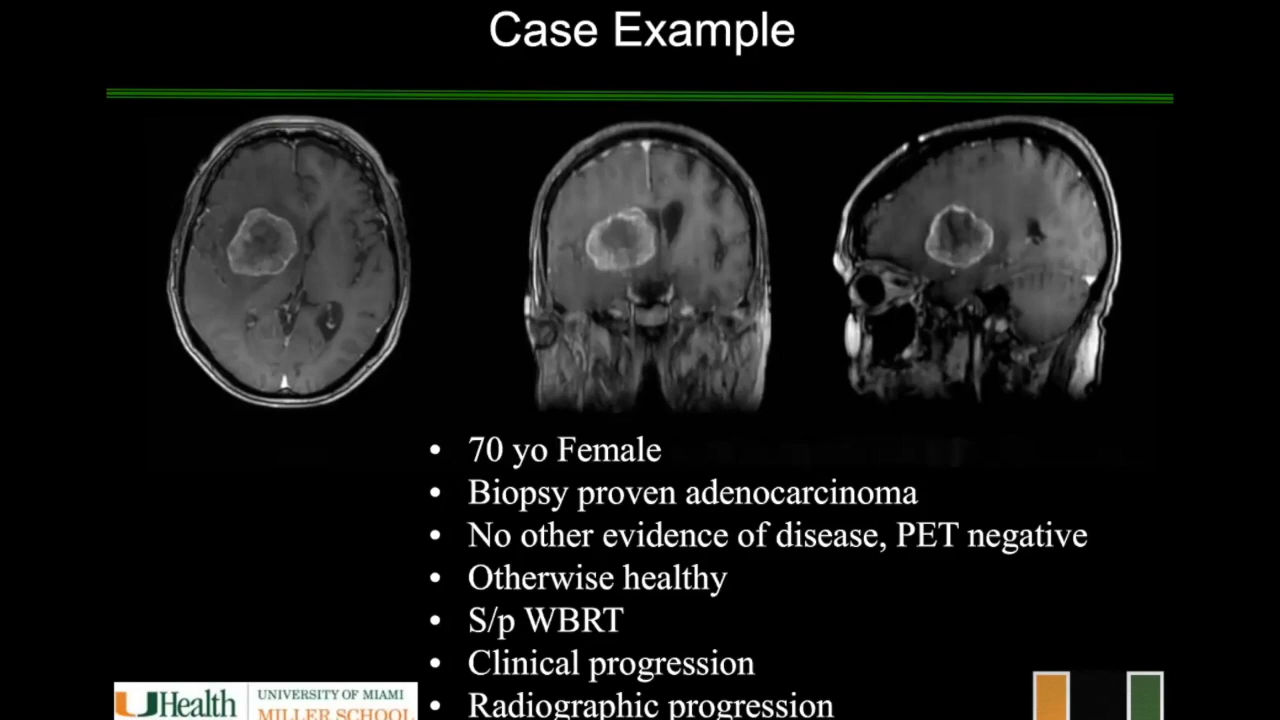 Case Example
• 70 yo Female
• Biopsy proven adenocarcinoma
• No other evidence of disease, PET negative
• Otherwise healthy
• S/p WBRT
• Clinical progression
• Radiographic progression
UHealth
UNIVERSITY OF MIAMI
MILLER SCHOOL